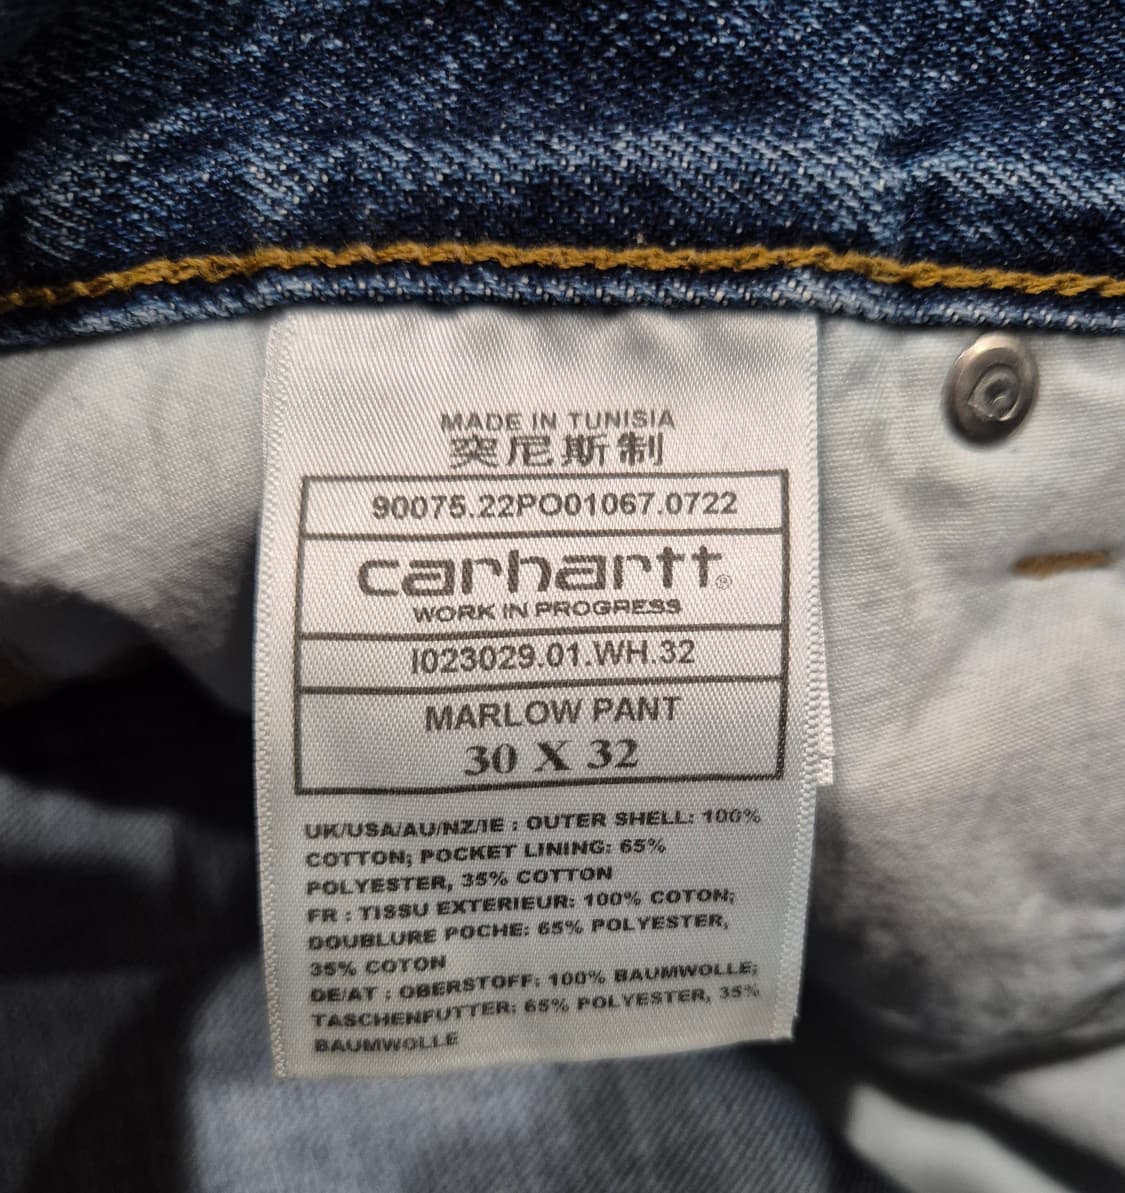 MADE IN TUNISIA
突尼斯制
90075.22PO01067.0722
carhartt®
WORK IN PROGRESS
I023029.01.WH.32
MARLOW PANT
30 X 32
UK/USA/AU/NZ/IE : OUTER SHELL: 100%
COTTON; POCKET LINING: 65%
POLYESTER, 35% COTTON
FR : TISSU EXTERIEUR: 100% COTON;
DOUBLURE POCHE: 65% POLYESTER,
35% COTON
DE/AT : OBERSTOFF: 100% BAUMWOLLE;
TASCHENFUTTER: 65% POLYESTER, 35%
BAUMWOLLE